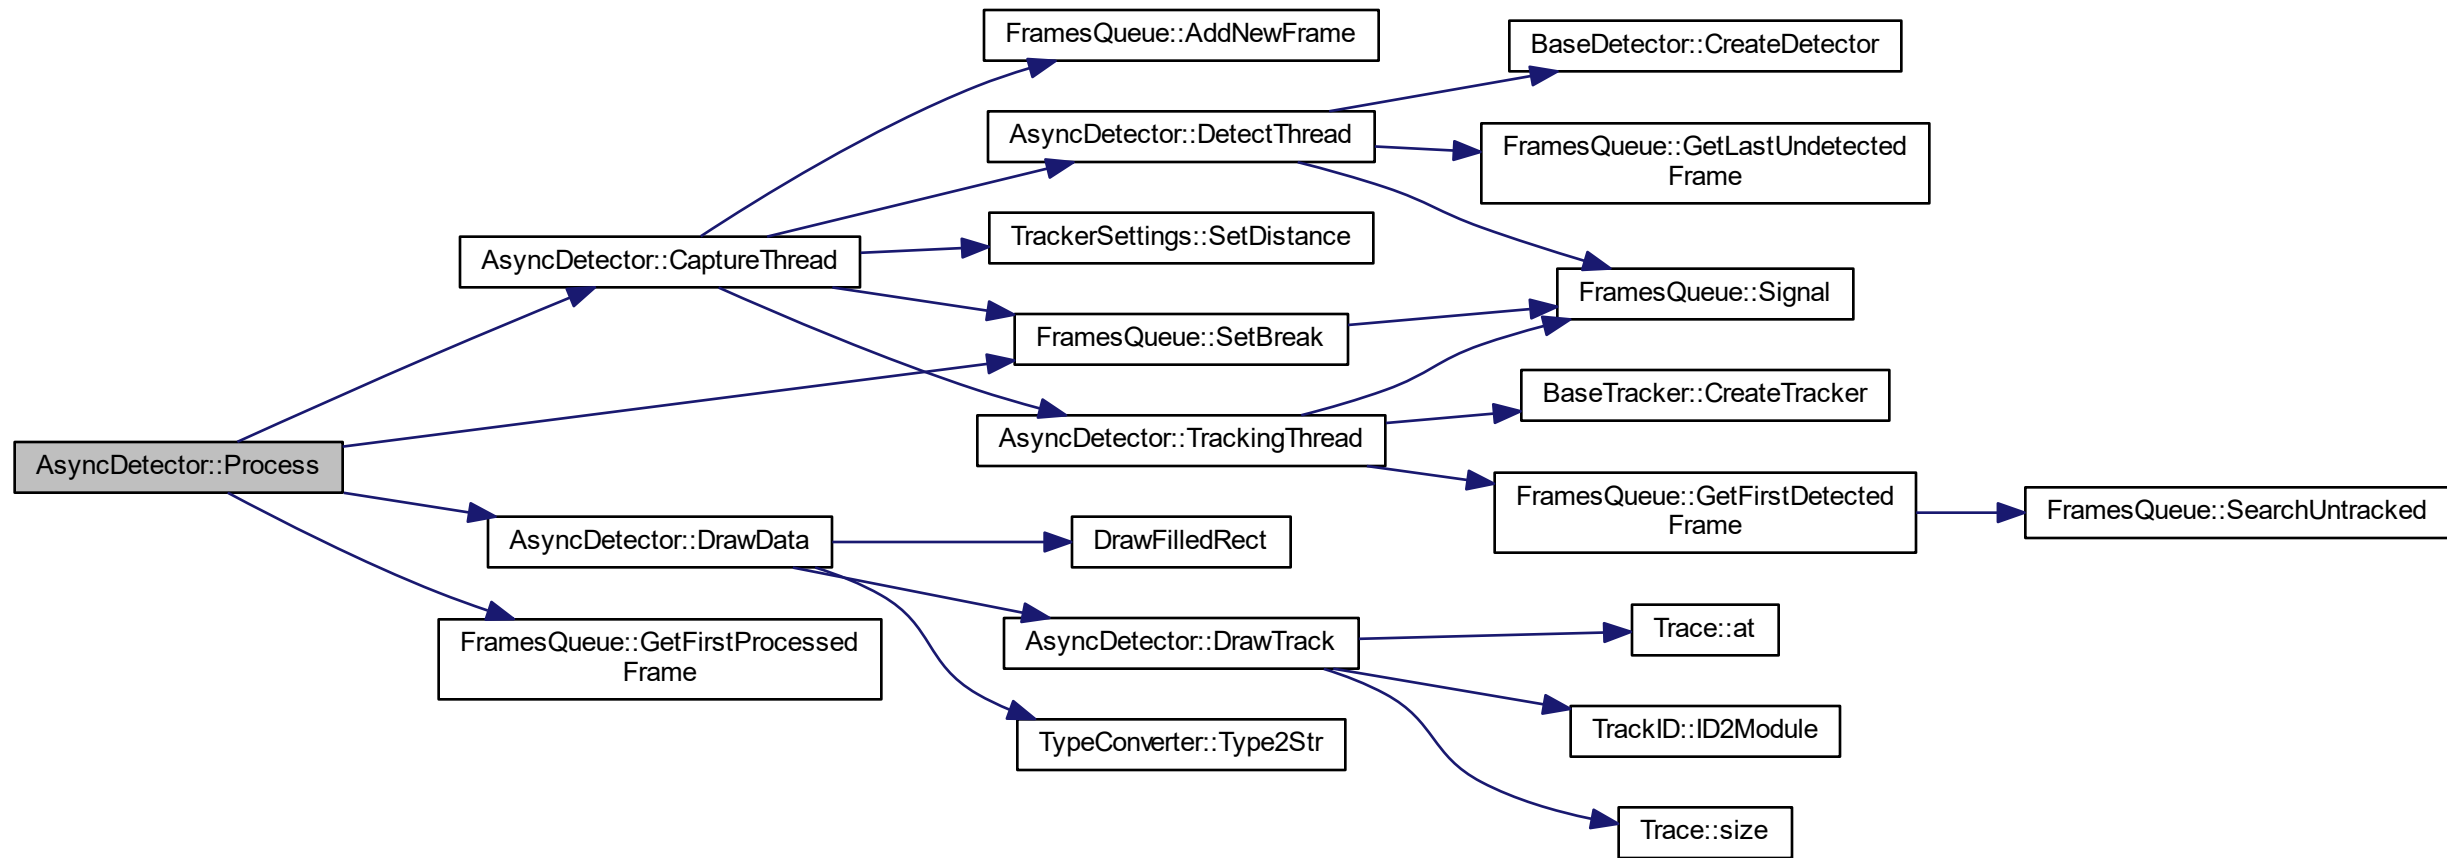 FramesQueue::AddNewFrame
BaseDetector::CreateDetector
AsyncDetector::DetectThread
FramesQueue::GetLastUndetected
Frame
TrackerSettings::SetDistance
AsyncDetector::CaptureThread
FramesQueue::Signal
FramesQueue::SetBreak
BaseTracker::CreateTracker
AsyncDetector::TrackingThread
AsyncDetector::Process
FramesQueue::GetFirstDetected
Frame
FramesQueue::SearchUntracked
AsyncDetector::DrawData
DrawFilledRect
FramesQueue::GetFirstProcessed
Frame
AsyncDetector::DrawTrack
Trace::at
TrackID::ID2Module
TypeConverter::Type2Str
Trace::size